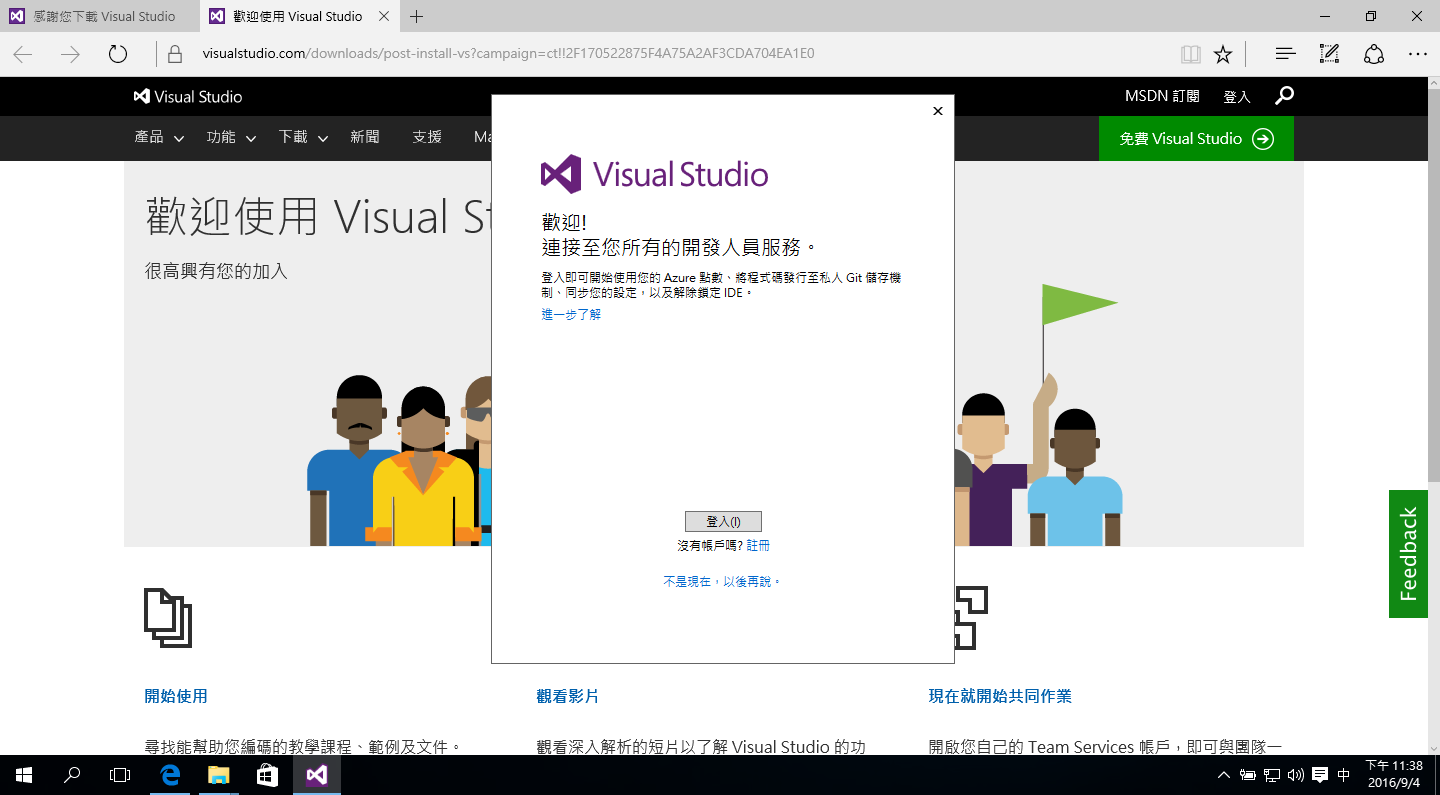 感謝您下載 Visual Studio
歡迎使用 Visual Studio
visualstudio.com/downloads/post-install-vs?campaign=ct!!2F170522875F4A75A2AF3CDA704EA1E0
Visual Studio
MSDN 訂閱
登入
產品
功能
下載
新聞
支援
Ma
免費 Visual Studio
歡迎使用 Visual St
很高興有您的加入
Visual Studio
歡迎!
連接至您所有的開發人員服務。
登入即可開始使用您的 Azure 點數、將程式碼發行至私人 Git 儲存機
制、同步您的設定，以及解除鎖定 IDE。
進一步了解
登入(I)
沒有帳戶嗎? 註冊
不是現在，以後再說。
Feedback
開始使用
觀看影片
現在就開始共同作業
尋找能幫助您編碼的教學課程、範例及文件。
觀看深入解析的短片以了解 Visual Studio 的功
開啟您自己的 Team Services 帳戶，即可與團隊一
中
下午 11:38
2016/9/4